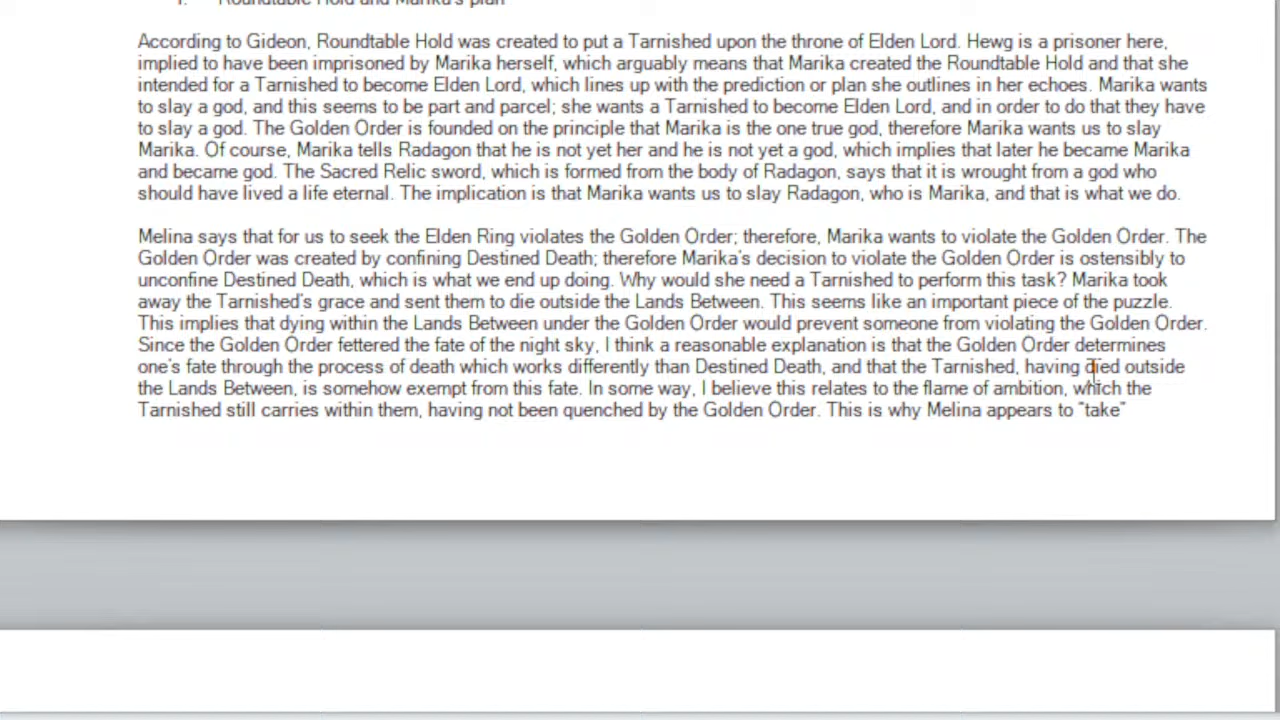 1. Roundtable Hold and Marika's plan
According to Gideon, Roundtable Hold was created to put a Tarnished upon the throne of Elden Lord. Hewg is a prisoner here,
implied to have been imprisoned by Marika herself, which arguably means that Marika created the Roundtable Hold and that she
intended for a Tarnished to become Elden Lord, which lines up with the prediction or plan she outlines in her echoes. Marika wants
to slay a god, and this seems to be part and parcel; she wants a Tarnished to become Elden Lord, and in order to do that they have
to slay a god. The Golden Order is founded on the principle that Marika is the one true god, therefore Marika wants us to slay
Marika. Of course, Marika tells Radagon that he is not yet her and he is not yet a god, which implies that later he became Marika
and became god. The Sacred Relic sword, which is formed from the body of Radagon, says that it is wrought from a god who
should have lived a life eternal. The implication is that Marika wants us to slay Radagon, who is Marika, and that is what we do.
Melina says that for us to seek the Elden Ring violates the Golden Order; therefore, Marika wants to violate the Golden Order. The
Golden Order was created by confining Destined Death; therefore Marika's decision to violate the Golden Order is ostensibly to
unconfine Destined Death, which is what we end up doing. Why would she need a Tarnished to perform this task? Marika took
away the Tarnished's grace and sent them to die outside the Lands Between. This seems like an important piece of the puzzle.
This implies that dying within the Lands Between under the Golden Order would prevent someone from violating the Golden Order.
Since the Golden Order fettered the fate of the night sky, I think a reasonable explanation is that the Golden Order determines
one's fate through the process of death which works differently than Destined Death, and that the Tarnished, having died outside
the Lands Between, is somehow exempt from this fate. In some way, I believe this relates to the flame of ambition, which the
Tarnished still carries within them, having not been quenched by the Golden Order. This is why Melina appears to "take"